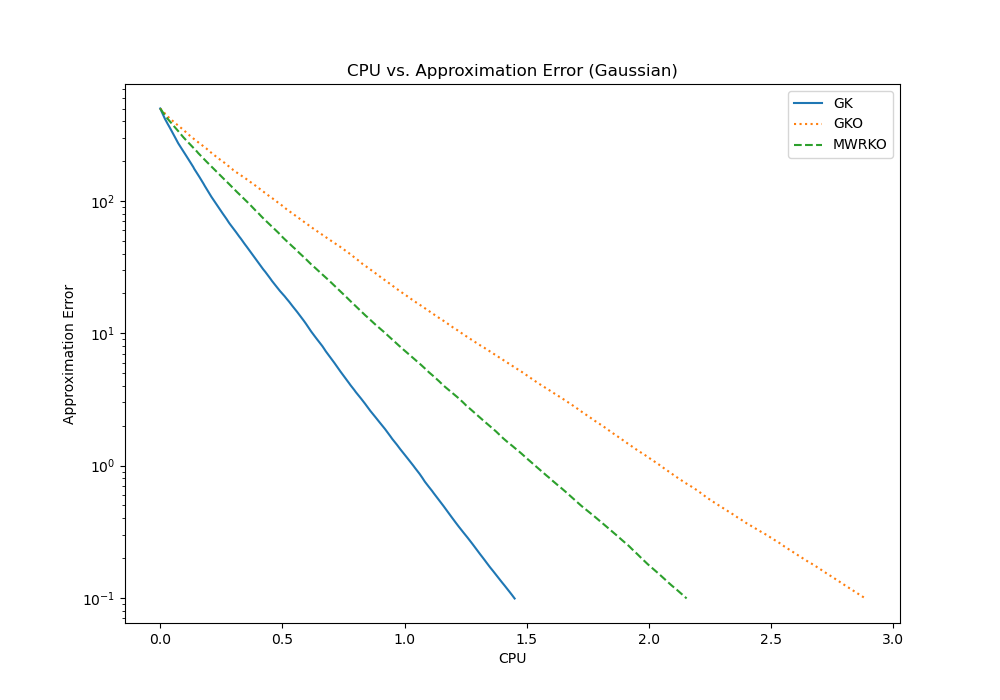 CPU vs. Approximation Error (Gaussian)
GK
GKO
MWRKO
Approximation Error
10²
10¹
10⁰
10⁻¹
0.0 0.5 1.0 1.5 2.0 2.5 3.0
CPU